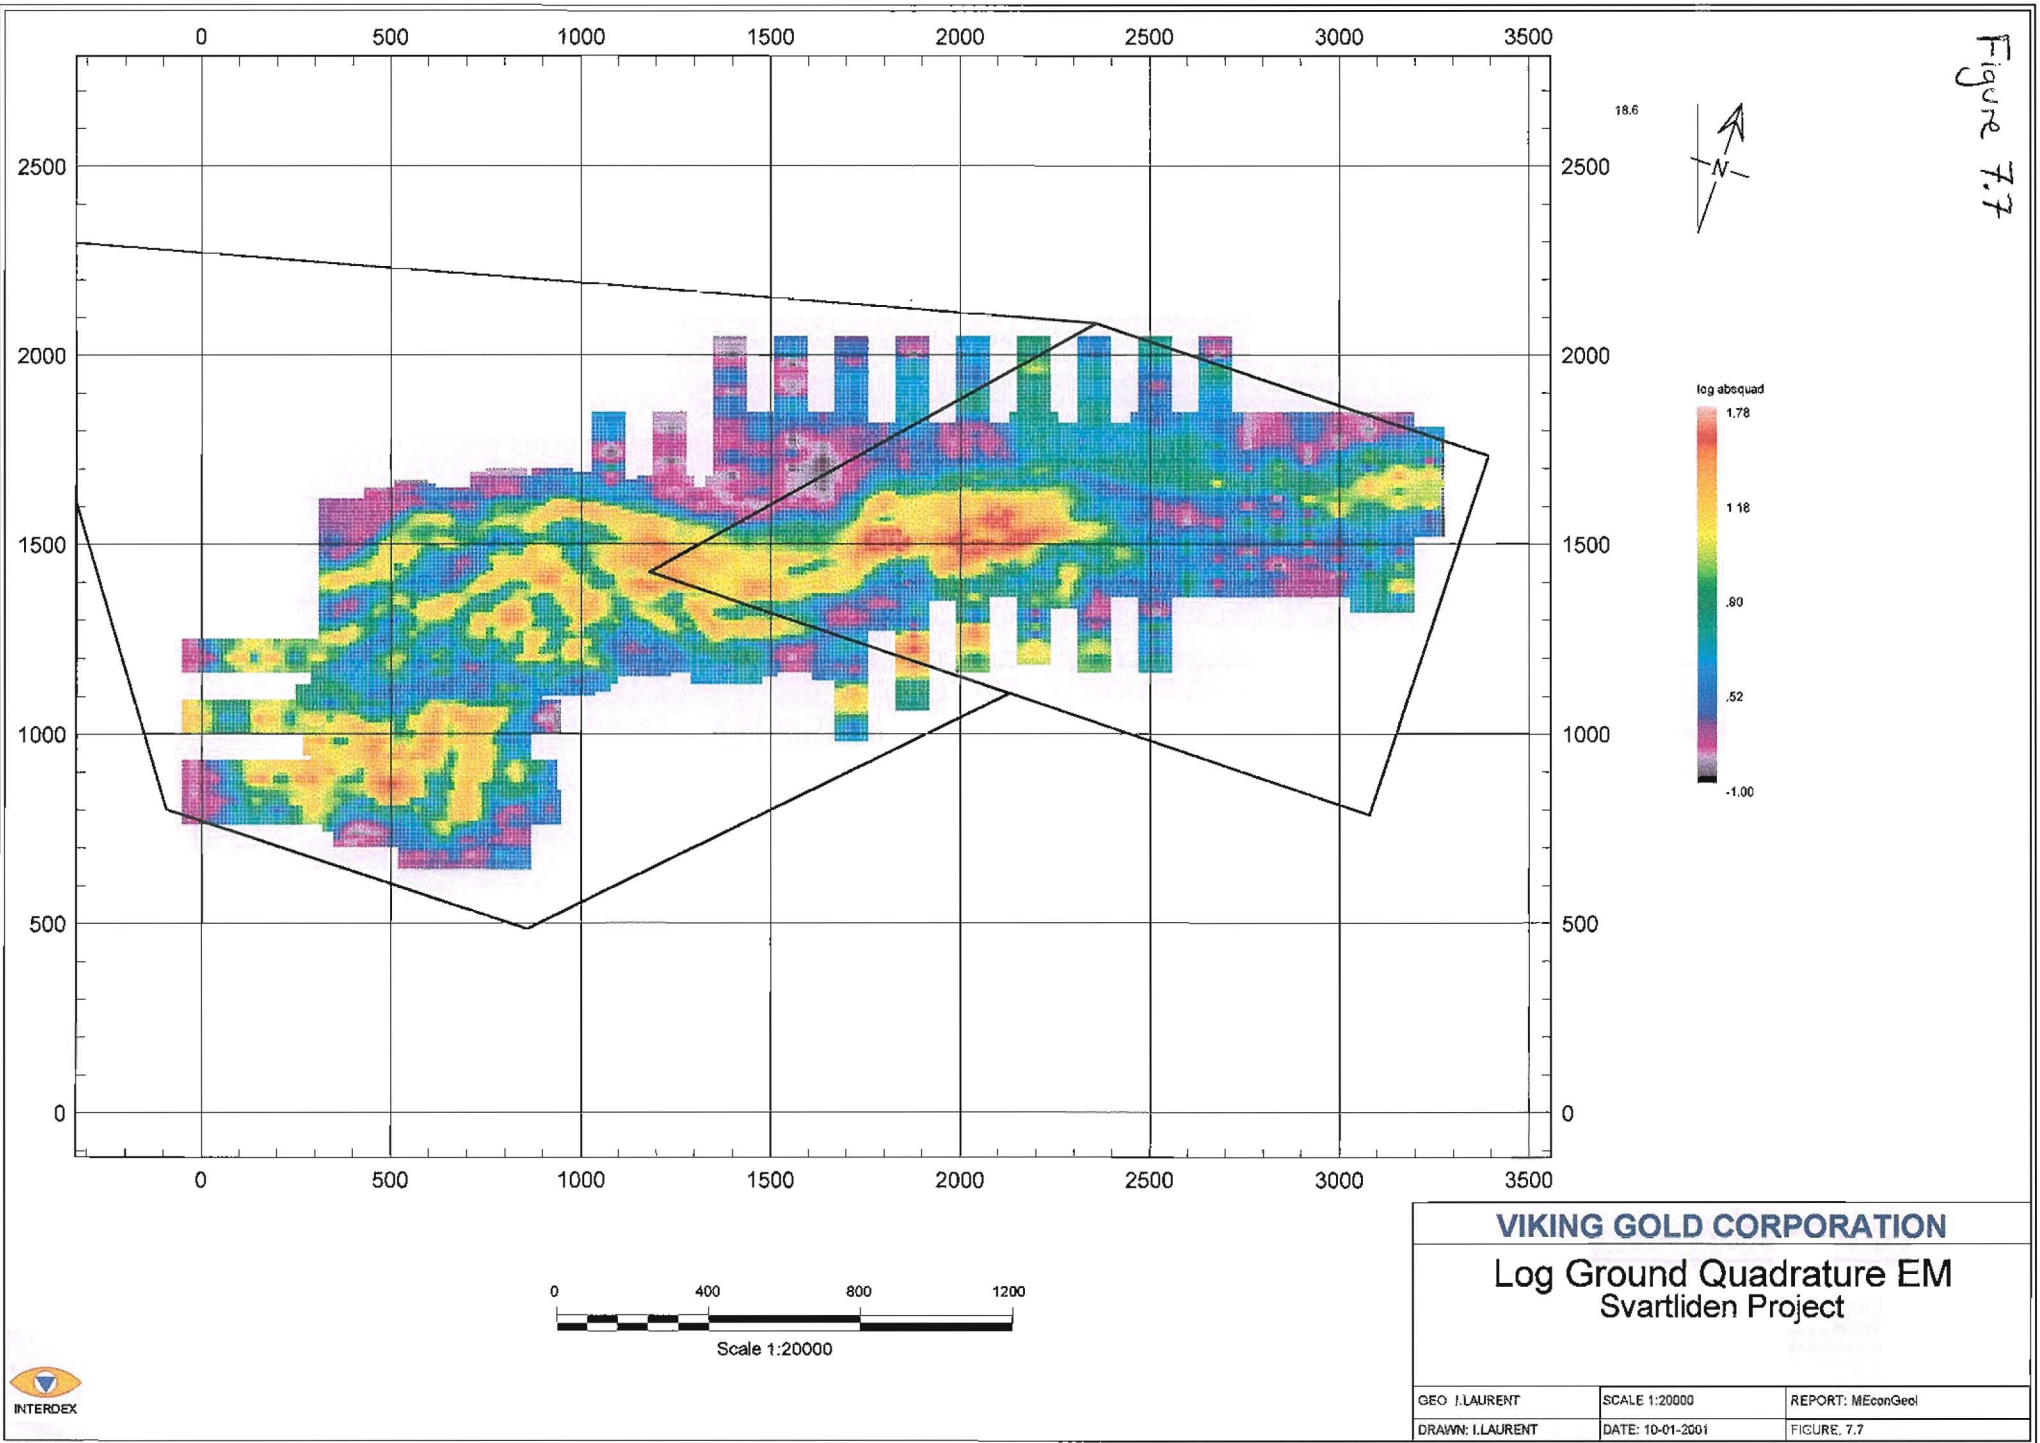 0 500 1000 1500 2000 2500 3000 3500
Figure 7.7
18.6
N
2500 2500
2000 2000
log absquad
1.78
1 18
.80
.52
-1.00
1500 1500
1000 1000
500 500
0 0
0 500 1000 1500 2000 2500 3000 3500
VIKING GOLD CORPORATION
Log Ground Quadrature EM
Svartliden Project
0 400 800 1200
Scale 1:20000
INTERDEX
GEO I.LAURENT SCALE 1:20000 REPORT: MEconGeol
DRAWN: I.LAURENT DATE: 10-01-2001 FIGURE. 7.7